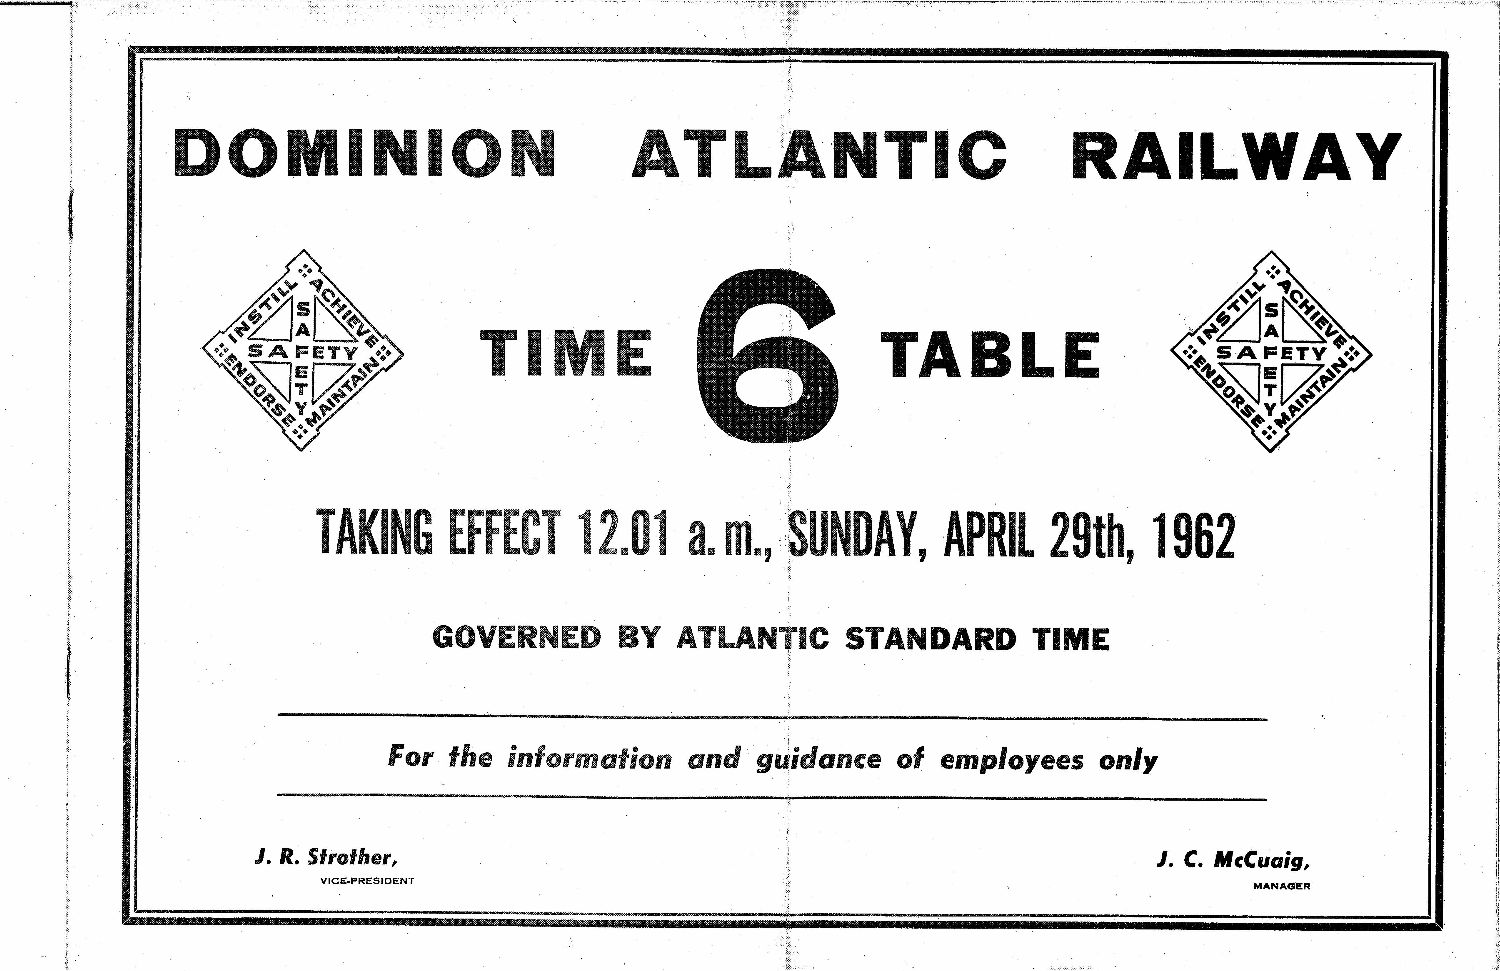 DOMINION ATLANTIC RAILWAY
INSTILL ACHIEVE
SAFETY
SAFETY
ENDORSE MAINTAIN
TIME 6 TABLE
INSTILL ACHIEVE
SAFETY
SAFETY
ENDORSE MAINTAIN
TAKING EFFECT 12.01 a.m., SUNDAY, APRIL 29th, 1962
GOVERNED BY ATLANTIC STANDARD TIME
For the information and guidance of employees only
J. R. Strother,
VICE-PRESIDENT
J. C. McCuaig,
MANAGER